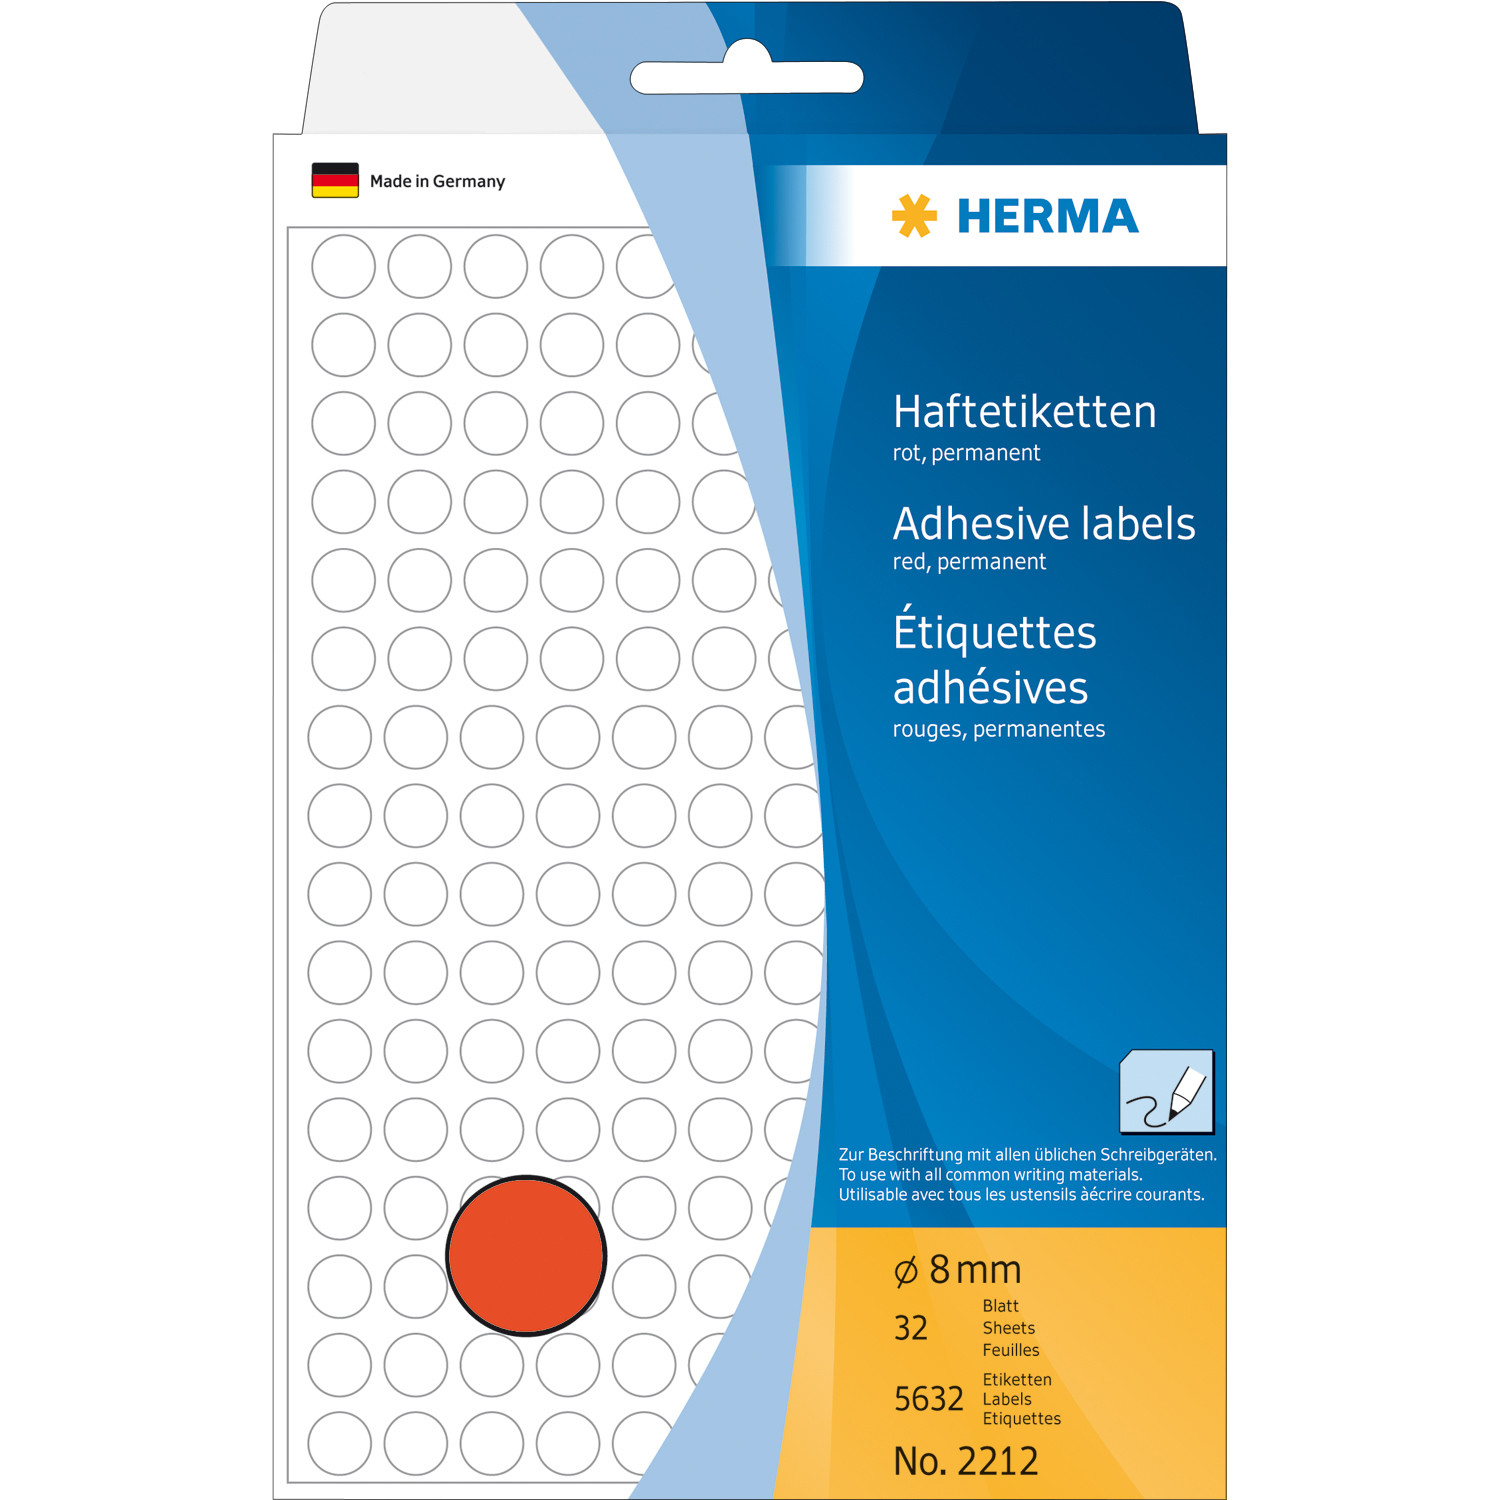 Made in Germany
HERMA
Haftetiketten
rot, permanent
Adhesive labels
red, permanent
Étiquettes
adhésives
rouges, permanentes
Zur Beschriftung mit allen üblichen Schreibgeräten.
To use with all common writing materials.
Utilisable avec tous les ustensils àécrire courants.
⌀ 8 mm
32 Blatt
Sheets
Feuilles
5632 Etiketten
Labels
Etiquettes
No. 2212